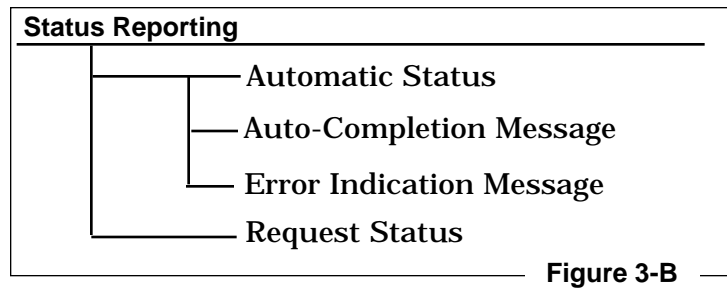 Status Reporting
Automatic Status
Auto-Completion Message
Error Indication Message
Request Status
Figure 3-B